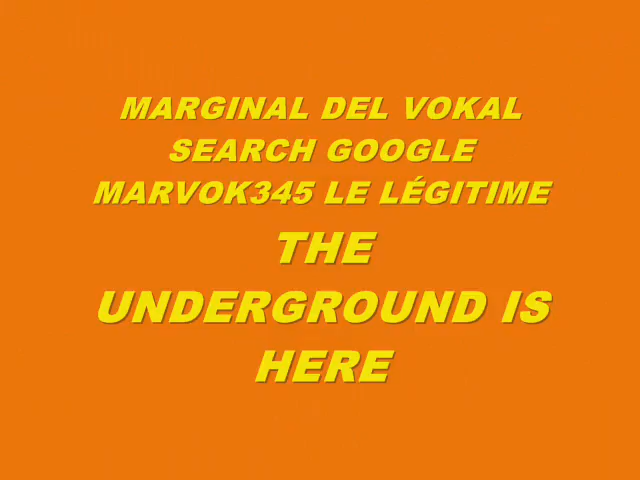 MARGINAL DEL VOKAL
SEARCH GOOGLE
MARVOK345 LE LÉGITIME
THE
UNDERGROUND IS
HERE